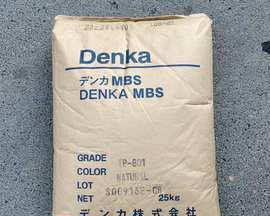 Denka
デンカ MBS
DENKA MBS
GRADE TP-801
COLOR NATURAL
LOT
NET 25kg
デンカ株式会社